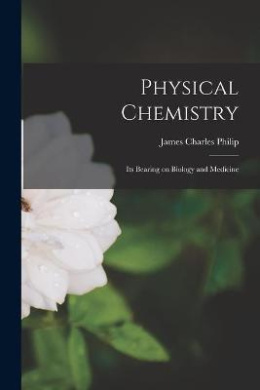 PHYSICAL
CHEMISTRY
James Charles Philip
Its Bearing on Biology and Medicine